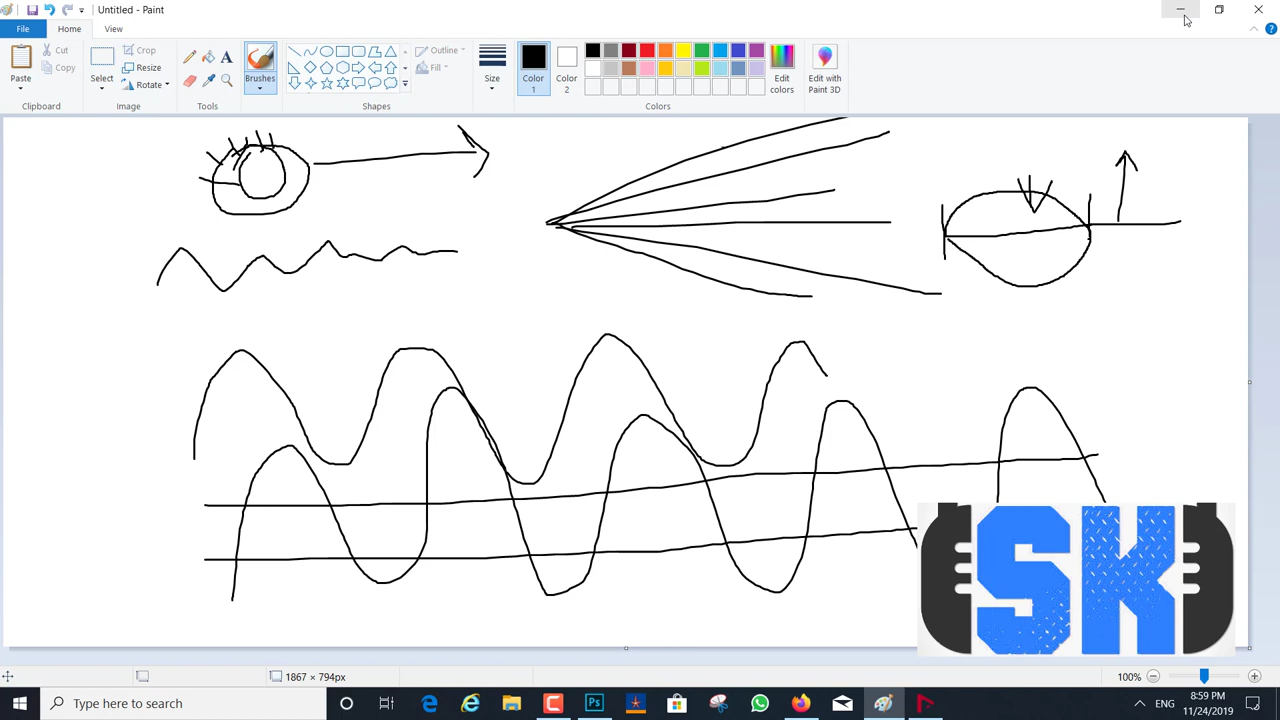 Untitled - Paint
File Home View
Paste
Cut
Copy
Clipboard
Select
Crop
Resize
Rotate
Image
A
Tools
Brushes
Outline
Fill
Shapes
Size
Color 1
Color 2
Edit colors
Colors
Edit with Paint 3D
?
SK
1867 × 794px
100%
Type here to search
Ps
ENG
8:59 PM
11/24/2019